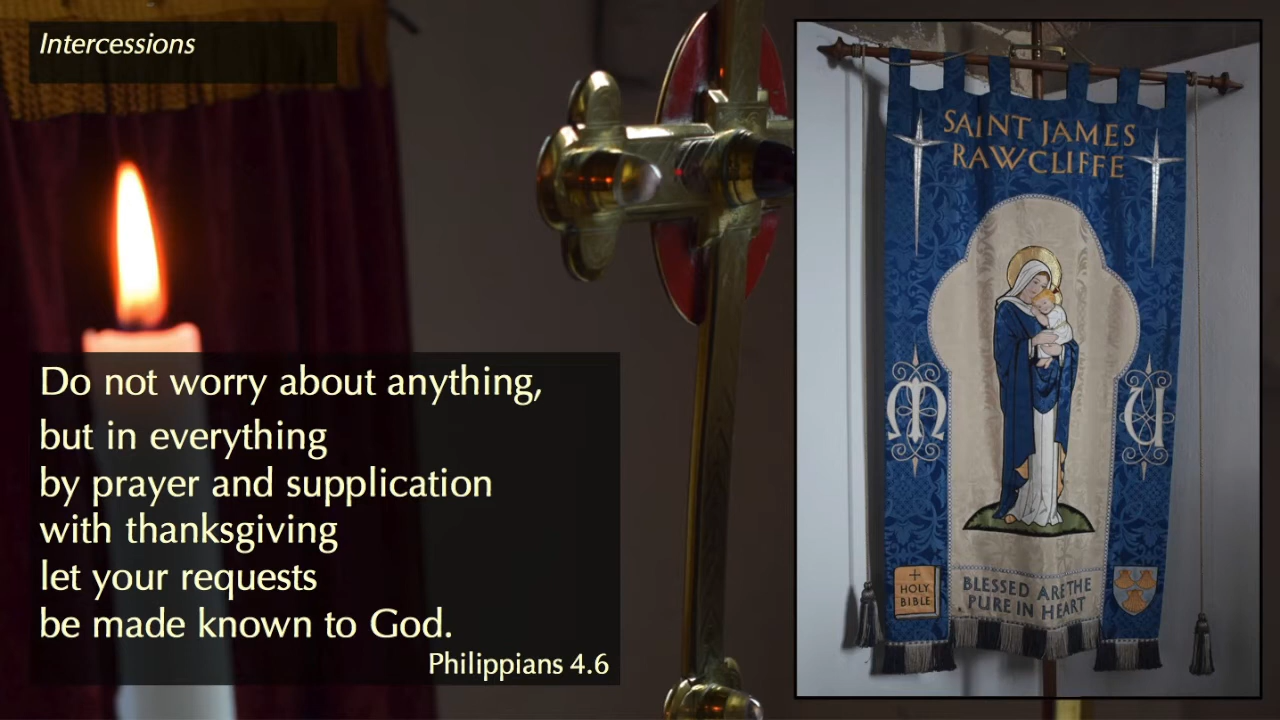 Intercessions
Do not worry about anything,
but in everything
by prayer and supplication
with thanksgiving
let your requests
be made known to God.
Philippians 4.6
SAINT JAMES
RAWCLIFFE
M U
HOLY
BIBLE
BLESSED ARE THE
PURE IN HEART